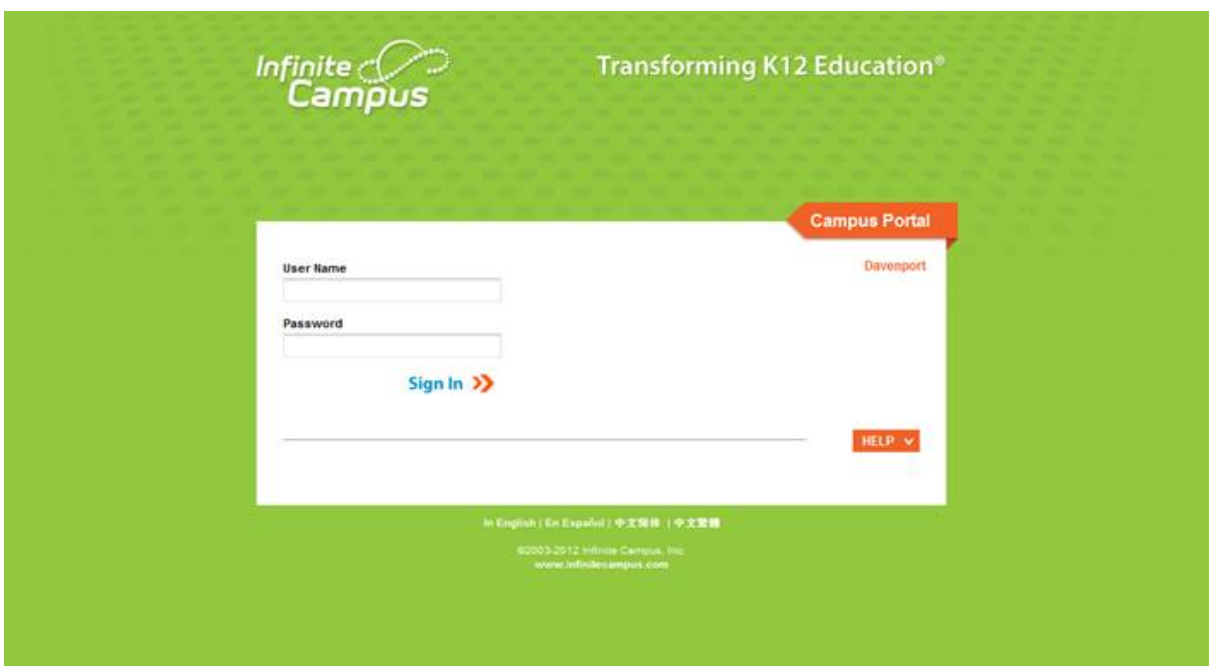 Infinite
Campus
Transforming K12 Education®
Campus Portal
Davenport
User Name
Password
Sign In
HELP
In English | En Español | 中文简体 | 中文繁體
©2003-2012 Infinite Campus, Inc.
www.infinitecampus.com